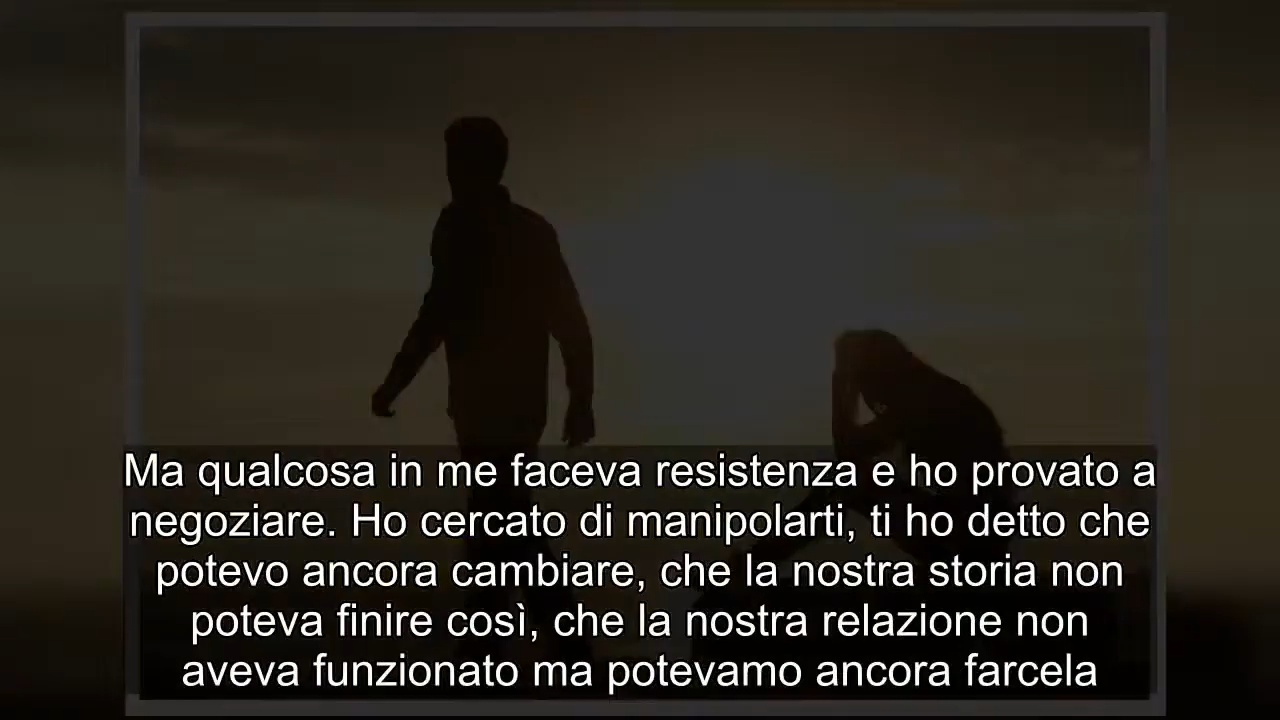 Ma qualcosa in me faceva resistenza e ho provato a
negoziare. Ho cercato di manipolarti, ti ho detto che
potevo ancora cambiare, che la nostra storia non
poteva finire così, che la nostra relazione non
aveva funzionato ma potevamo ancora farcela